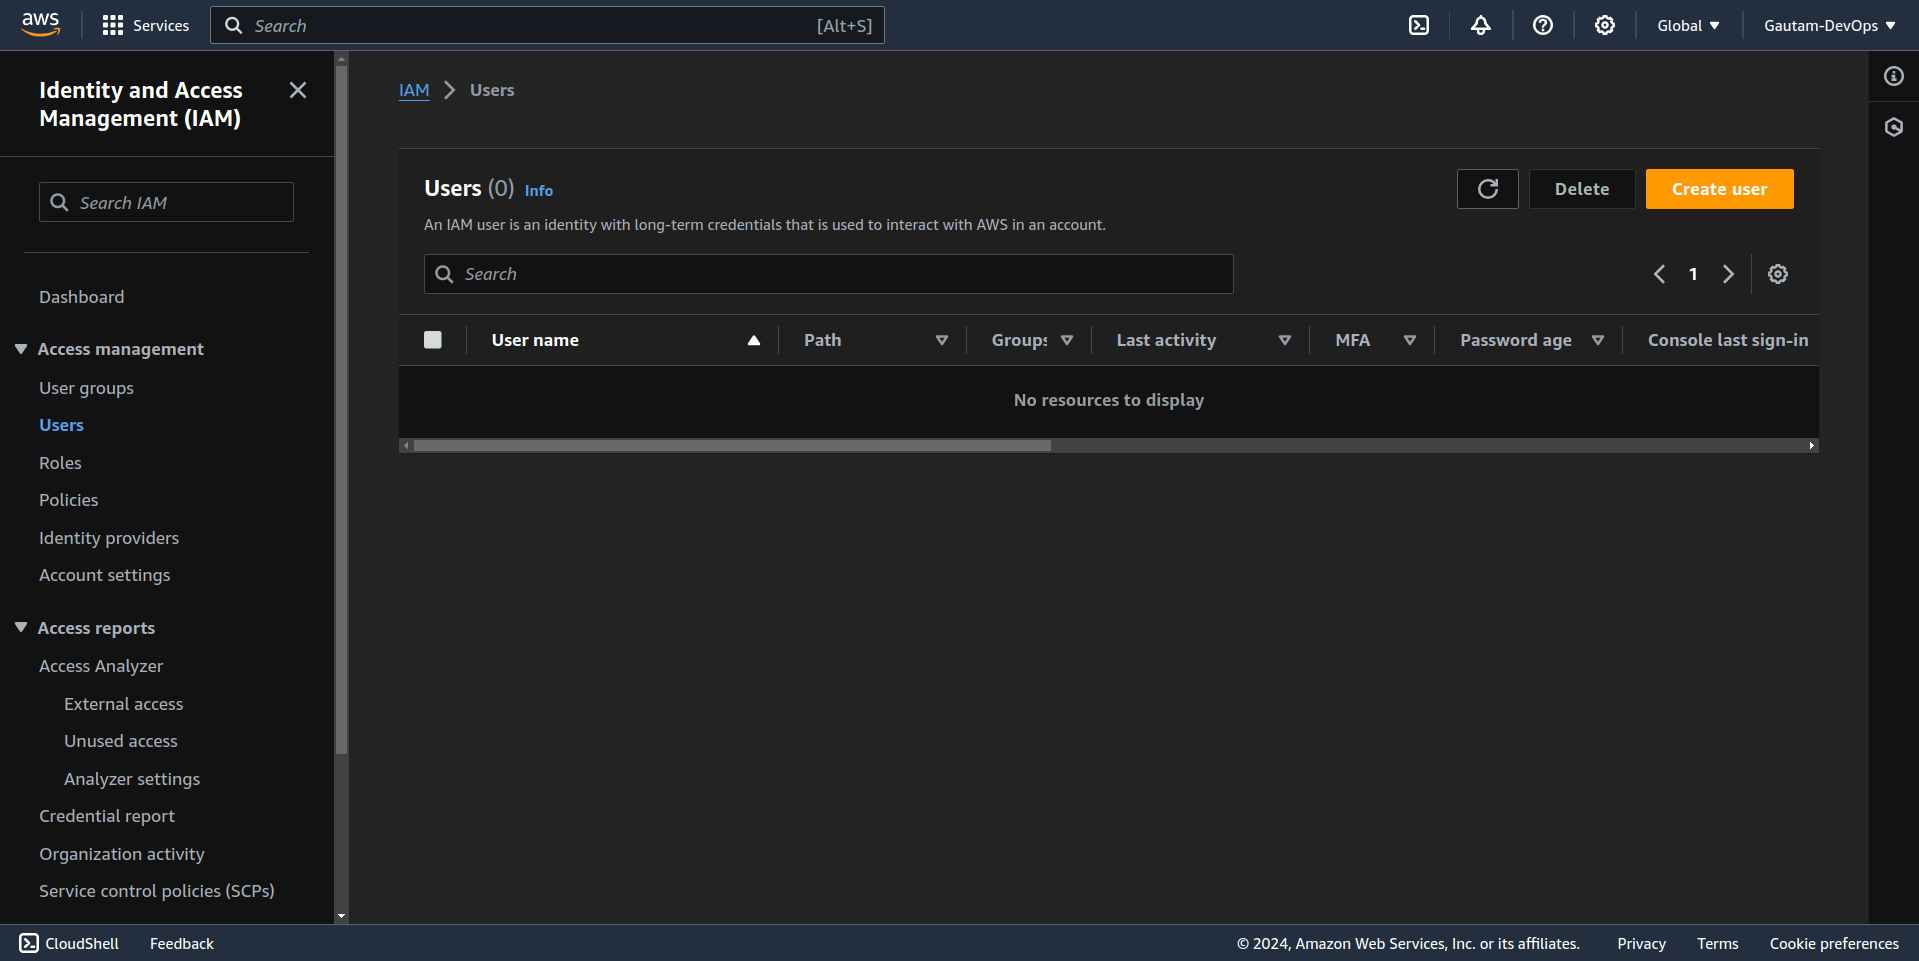 aws
Services
Search
[Alt+S]
Global
Gautam-DevOps
Identity and Access
Management (IAM)
Search IAM
Dashboard
Access management
User groups
Users
Roles
Policies
Identity providers
Account settings
Access reports
Access Analyzer
External access
Unused access
Analyzer settings
Credential report
Organization activity
Service control policies (SCPs)
IAM > Users
Users (0) Info
Delete
Create user
An IAM user is an identity with long-term credentials that is used to interact with AWS in an account.
Search
1
User name
Path
Groups
Last activity
MFA
Password age
Console last sign-in
No resources to display
CloudShell
Feedback
© 2024, Amazon Web Services, Inc. or its affiliates.
Privacy
Terms
Cookie preferences